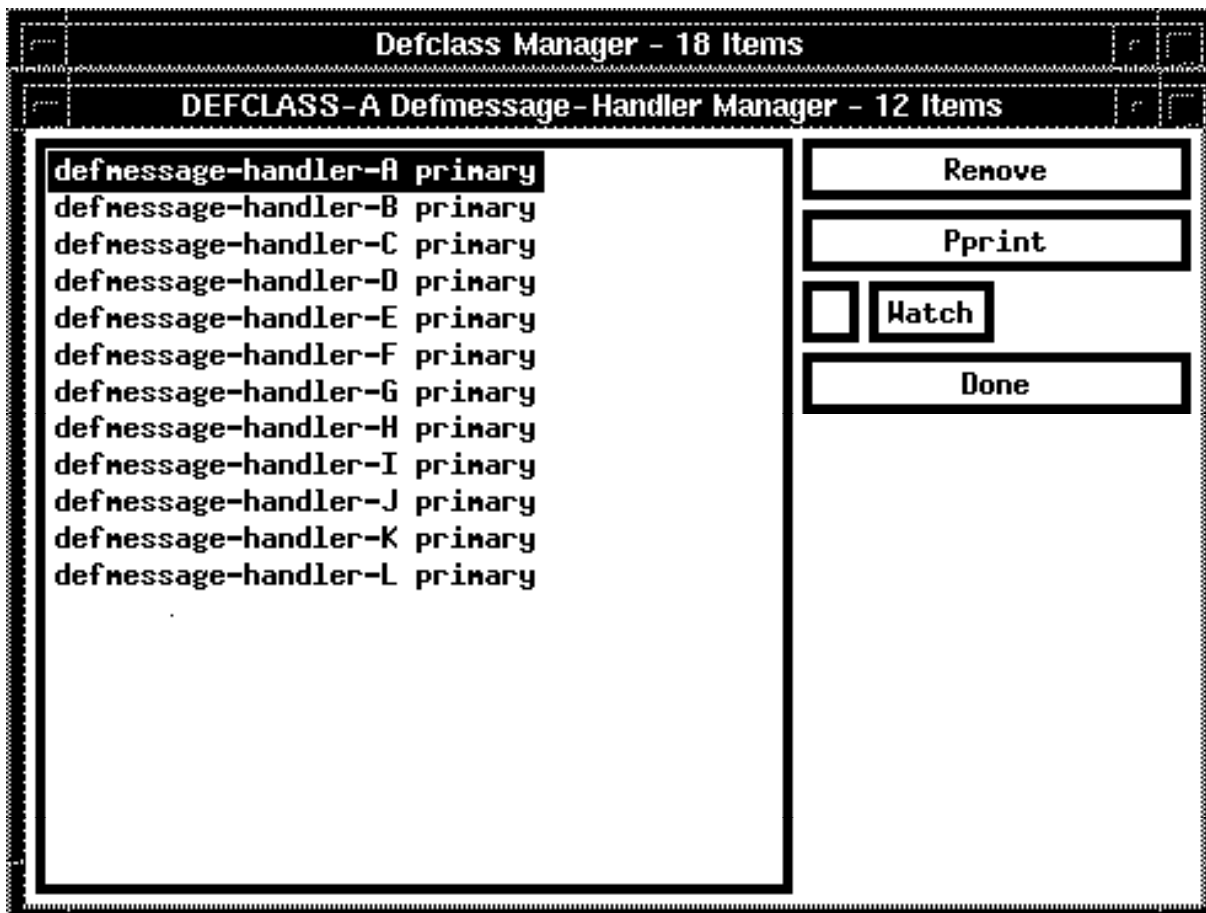 Defclass Manager - 18 Items
DEFCLASS-A Defmessage-Handler Manager - 12 Items
defmessage-handler-A primary
defmessage-handler-B primary
defmessage-handler-C primary
defmessage-handler-D primary
defmessage-handler-E primary
defmessage-handler-F primary
defmessage-handler-G primary
defmessage-handler-H primary
defmessage-handler-I primary
defmessage-handler-J primary
defmessage-handler-K primary
defmessage-handler-L primary
Remove
Pprint
Watch
Done